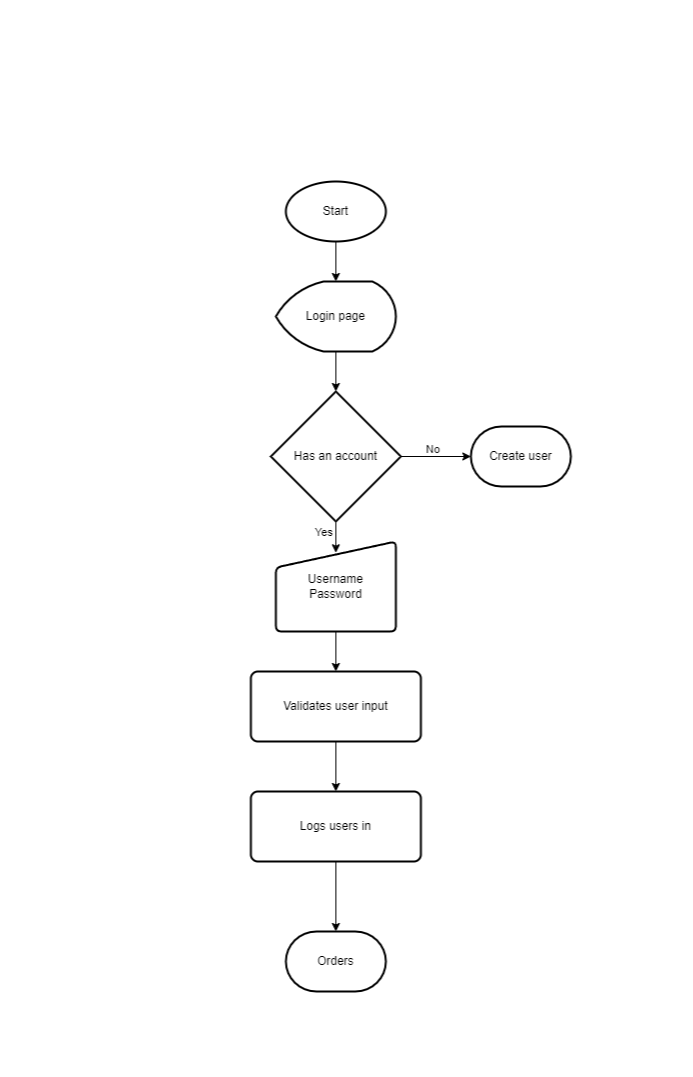 Start
Login page
Has an account
No
Create user
Yes
Username
Password
Validates user input
Logs users in
Orders